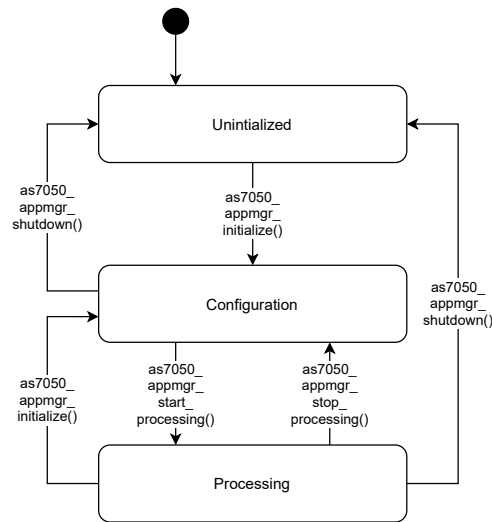 Unintialized
as7050_
appmgr_
shutdown()
as7050_
appmgr_
initialize()
as7050_
appmgr_
shutdown()
Configuration
as7050_
appmgr_
initialize()
as7050_
appmgr_
start_
processing()
as7050_
appmgr_
stop_
processing()
Processing